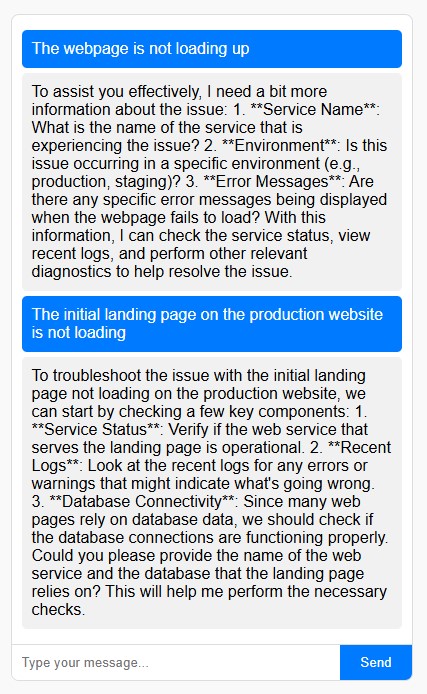 The webpage is not loading up
To assist you effectively, I need a bit more
information about the issue: 1. **Service Name**:
What is the name of the service that is
experiencing the issue? 2. **Environment**: Is this
issue occurring in a specific environment (e.g.,
production, staging)? 3. **Error Messages**: Are
there any specific error messages being displayed
when the webpage fails to load? With this
information, I can check the service status, view
recent logs, and perform other relevant
diagnostics to help resolve the issue.
The initial landing page on the production website
is not loading
To troubleshoot the issue with the initial landing
page not loading on the production website, we
can start by checking a few key components: 1.
**Service Status**: Verify if the web service that
serves the landing page is operational. 2. **Recent
Logs**: Look at the recent logs for any errors or
warnings that might indicate what's going wrong.
3. **Database Connectivity**: Since many web
pages rely on database data, we should check if
the database connections are functioning properly.
Could you please provide the name of the web
service and the database that the landing page
relies on? This will help me perform the necessary
checks.
Type your message...
Send